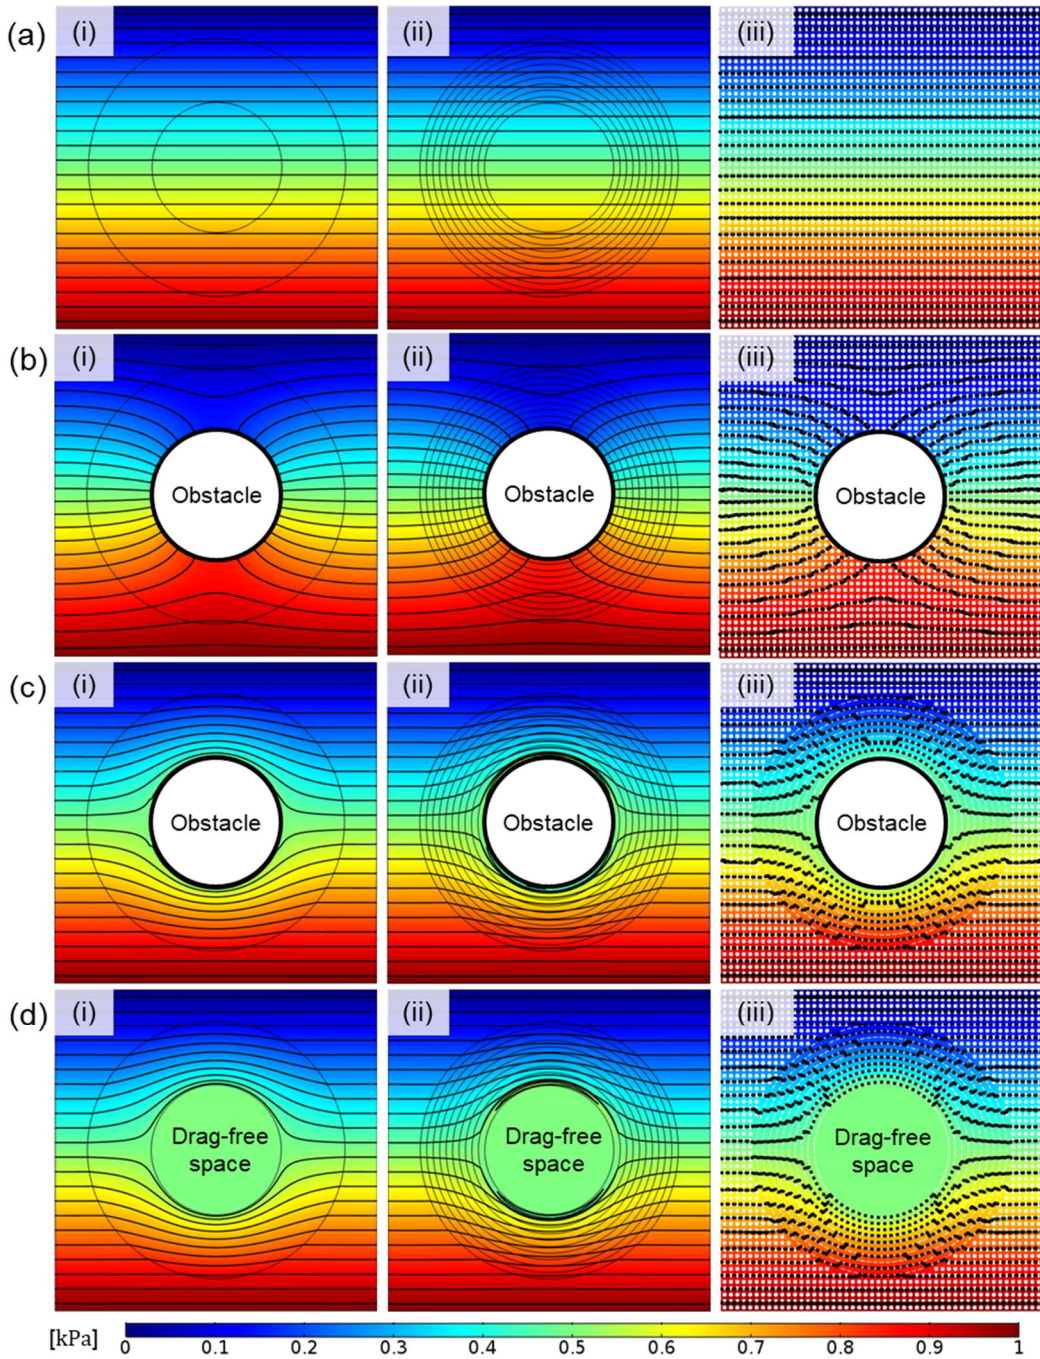 (a) (i) (ii) (iii)
(b) (i) (ii) (iii)
Obstacle Obstacle Obstacle
(c) (i) (ii) (iii)
Obstacle Obstacle Obstacle
(d) (i) (ii) (iii)
Drag-free Drag-free Drag-free
space space space
[kPa] 0 0.1 0.2 0.3 0.4 0.5 0.6 0.7 0.8 0.9 1